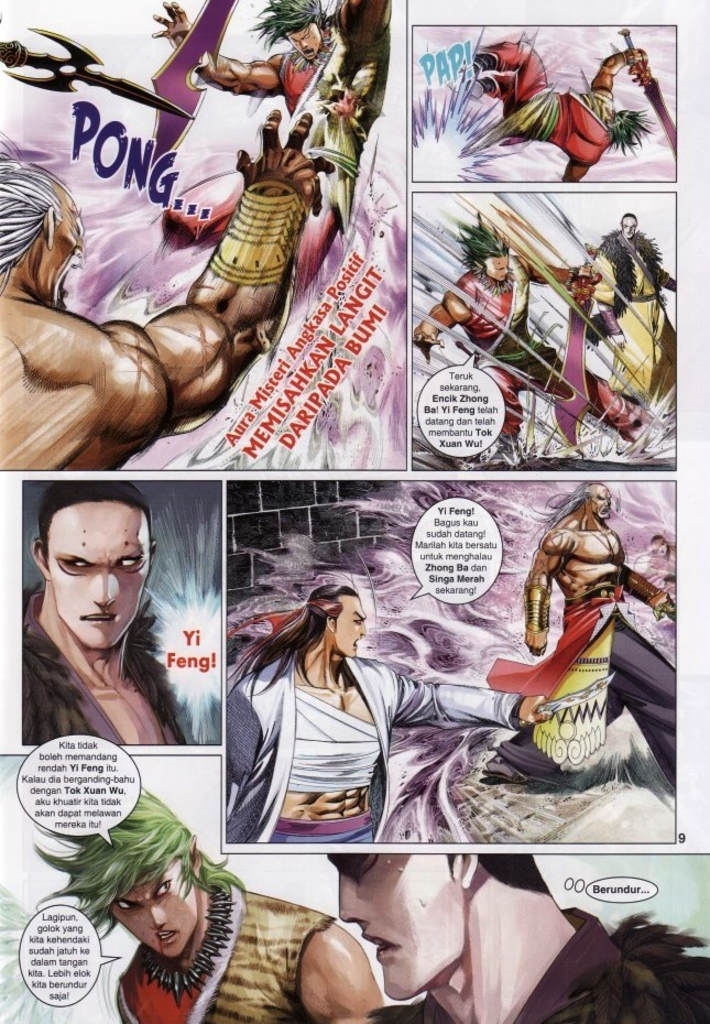 PONG...
Aura Misteri Angkasa Positif
MEMISAHKAN LANGIT
DARIPADA BUMI
PAP!
Teruk
sekarang,
Encik Zhong
Ba! Yi Feng telah
datang dan telah
membantu Tok
Xuan Wu!
Yi
Feng!
Yi Feng!
Bagus kau
sudah datang!
Marilah kita bersatu
untuk menghalau
Zhong Ba dan
Singa Merah
sekarang!
9
Kita tidak
boleh memandang
rendah Yi Feng itu.
Kalau dia berganding-bahu
dengan Tok Xuan Wu,
aku khuatir kita tidak
akan dapat melawan
mereka itu!
Lagipun,
golok yang
kita kehendaki
sudah jatuh ke
dalam tangan
kita. Lebih elok
kita berundur
saja!
Berundur...